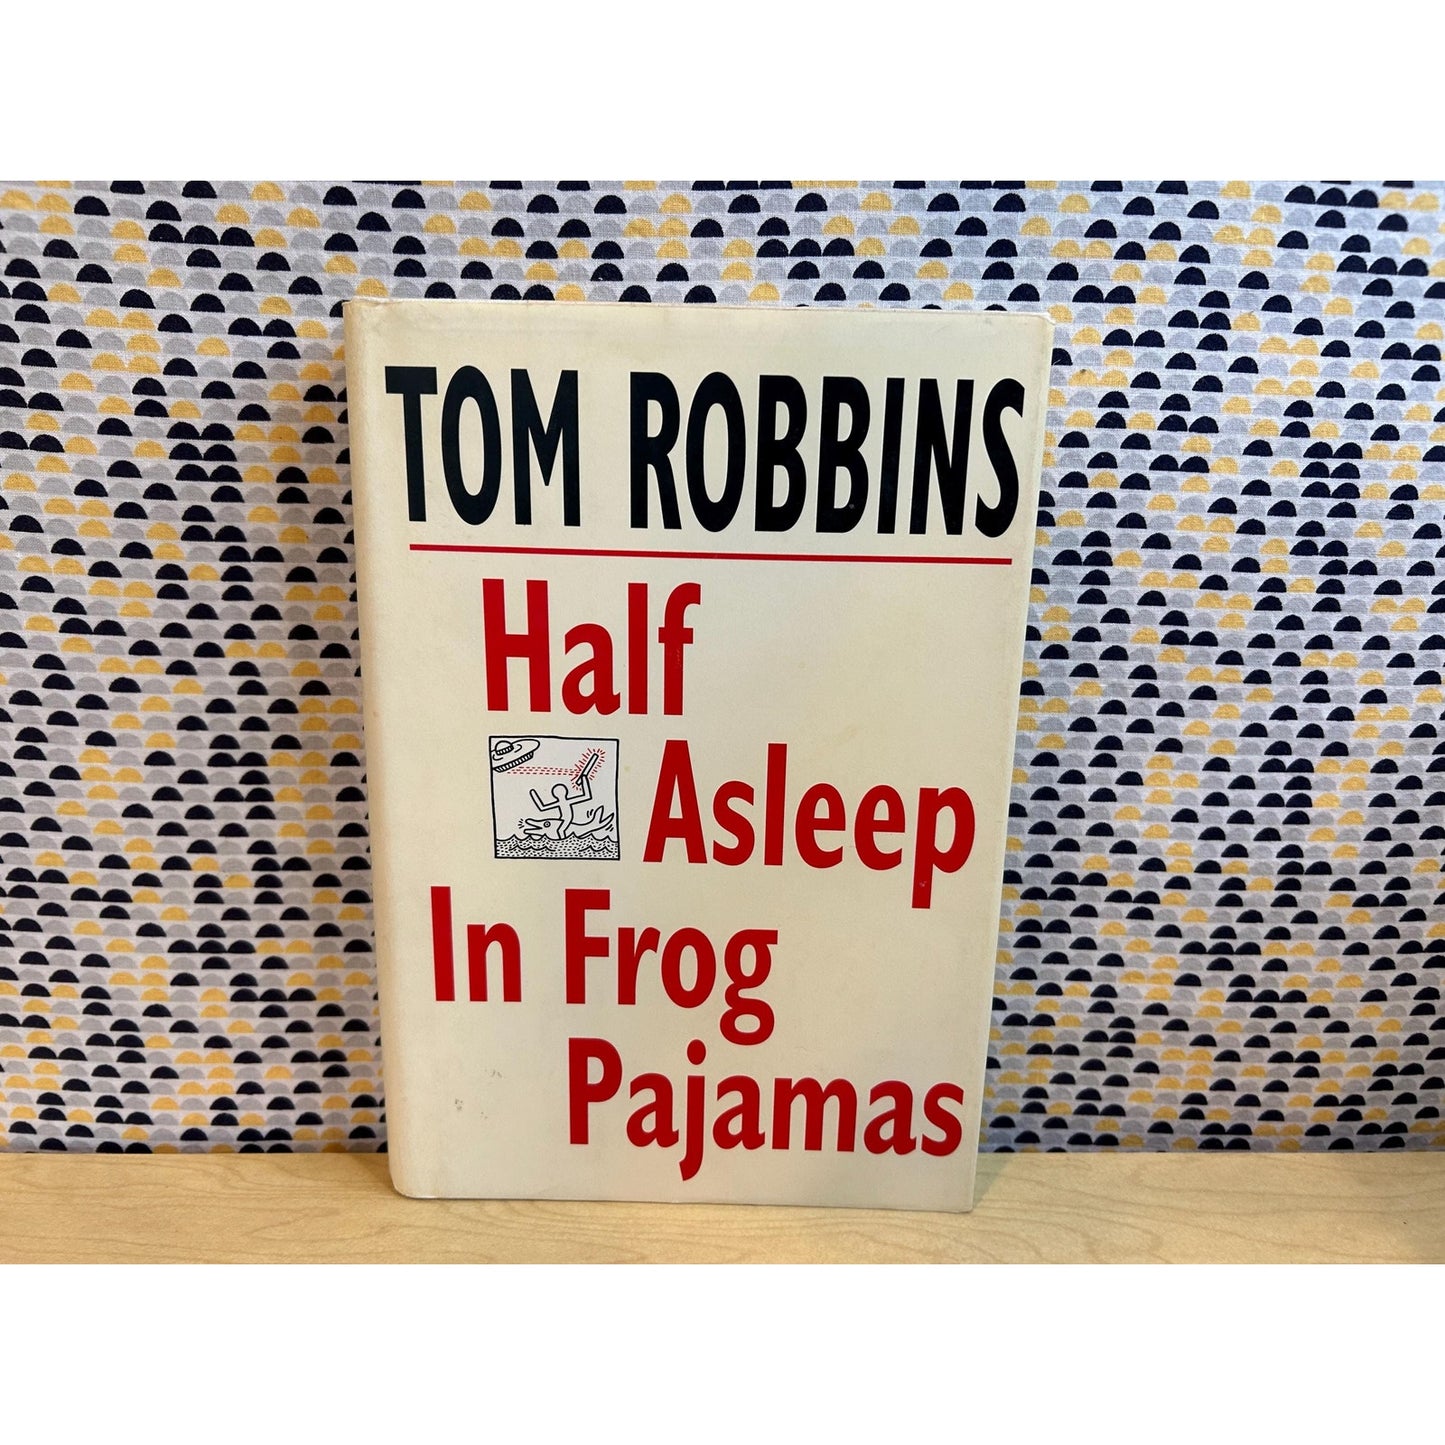 TOM ROBBINS
Half
Asleep
In Frog
Pajamas